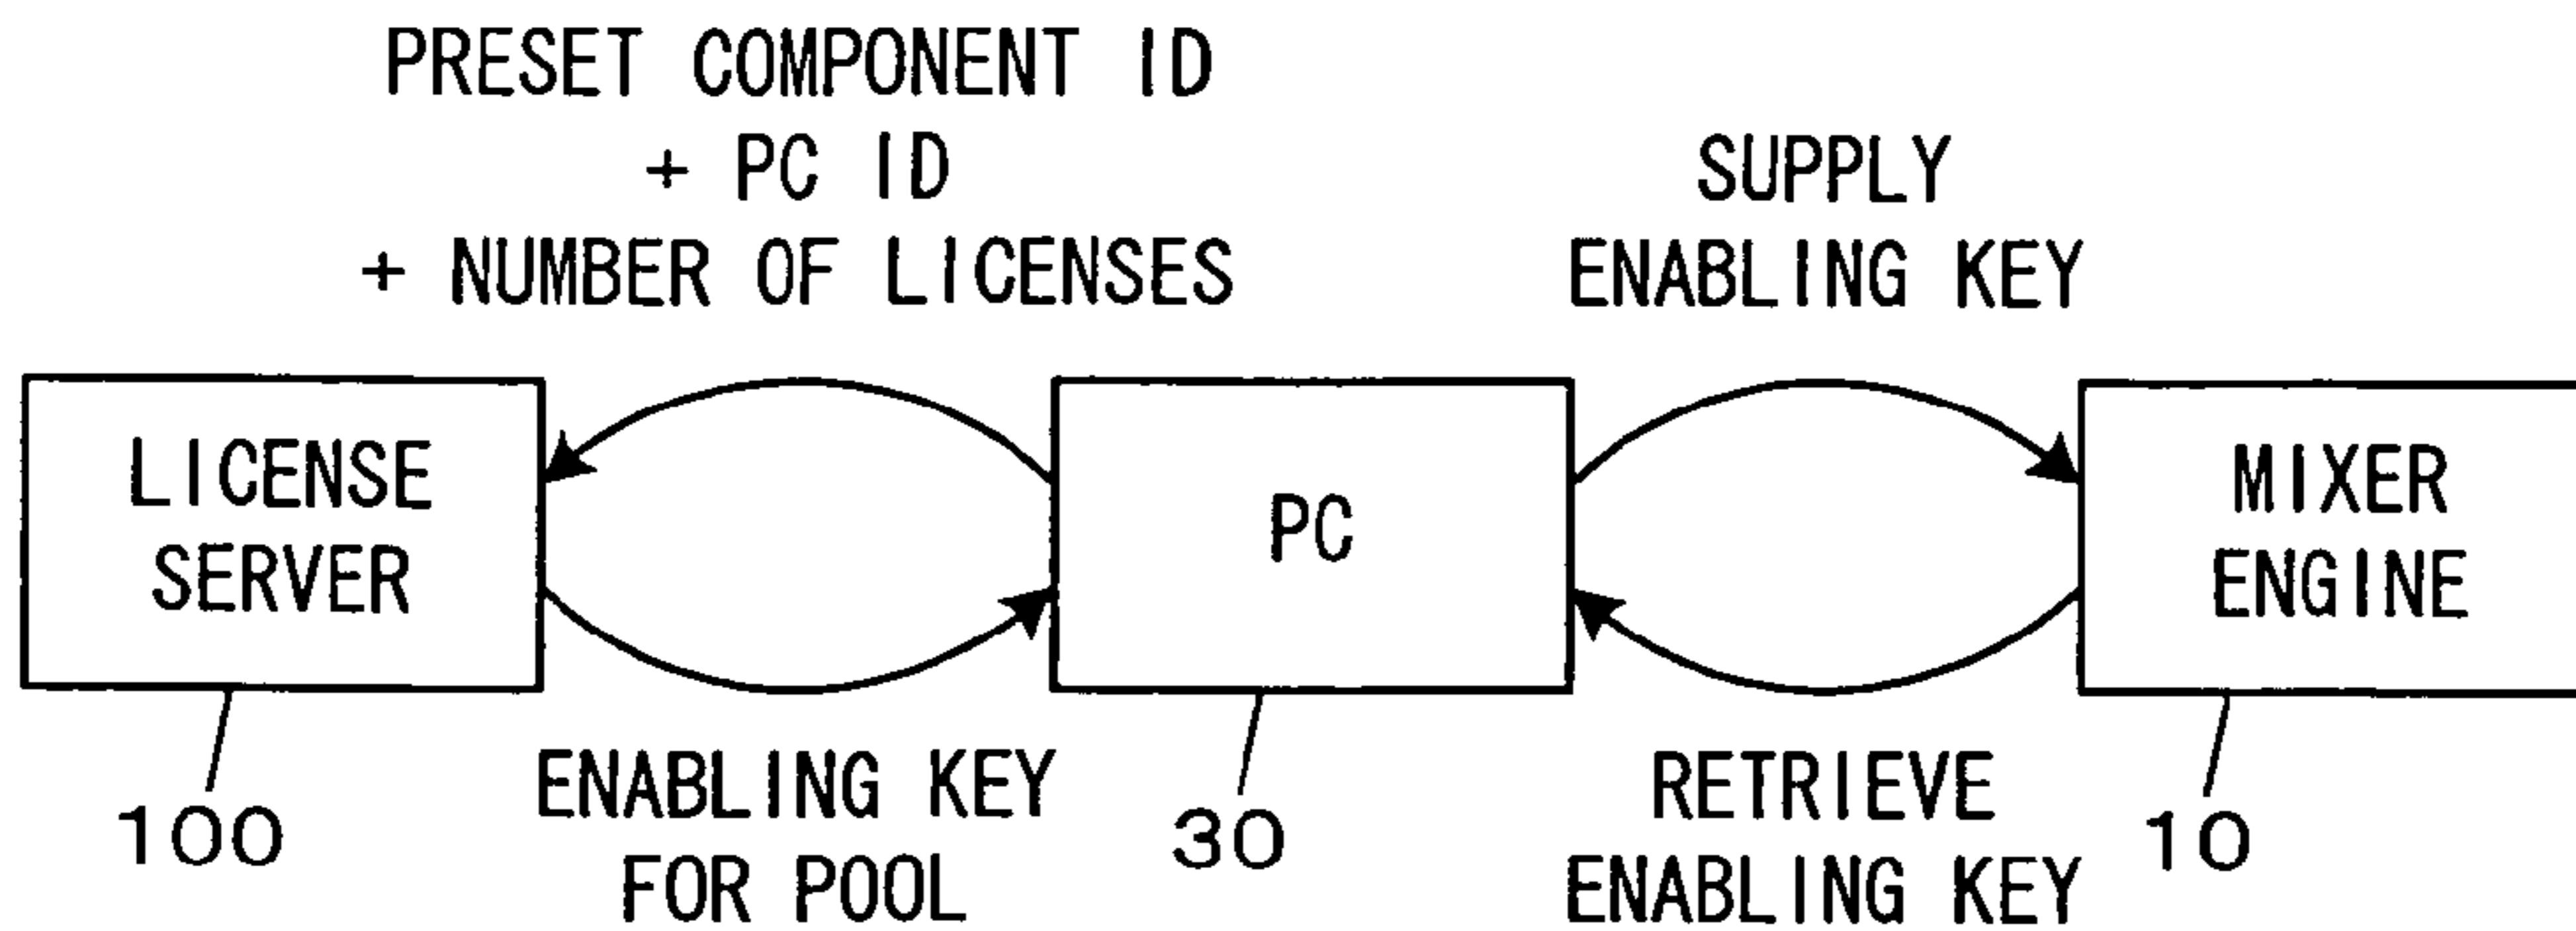 PRESET COMPONENT ID
+ PC ID
+ NUMBER OF LICENSES
SUPPLY
ENABLING KEY
LICENSE
SERVER
PC
MIXER
ENGINE
ENABLING KEY
FOR POOL
RETRIEVE
ENABLING KEY
100
30
10